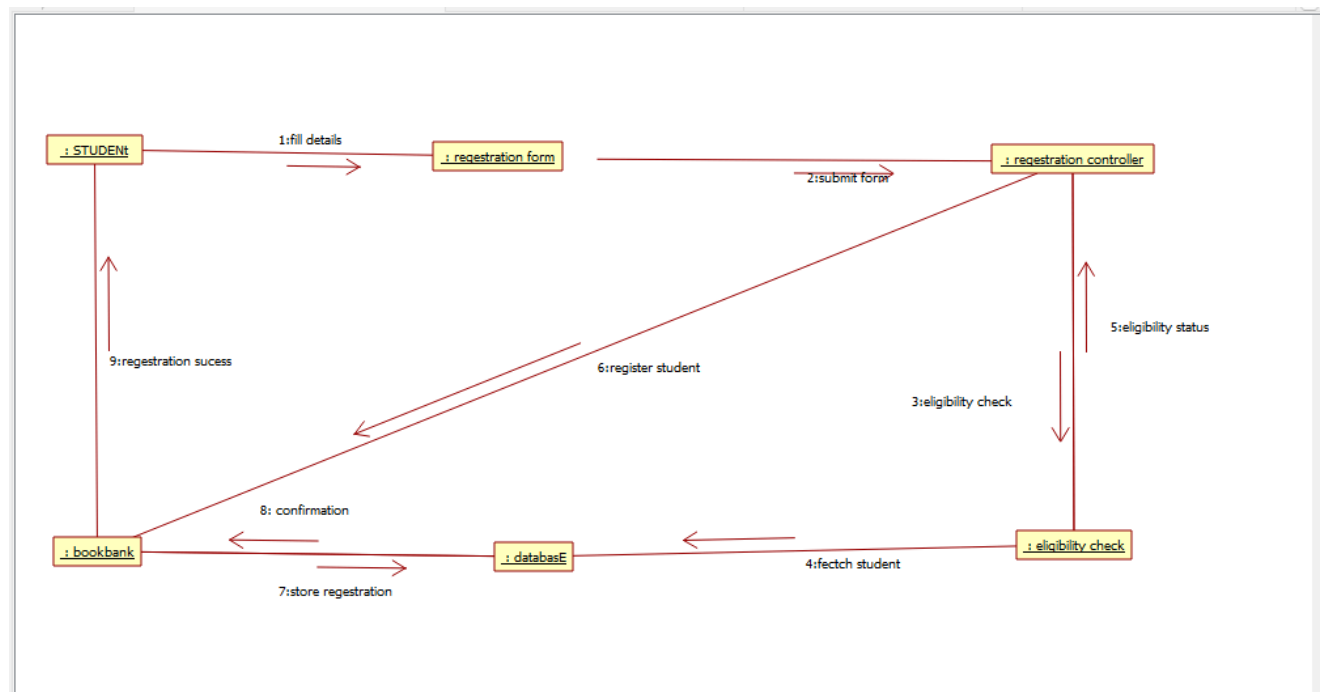 1:fill details
: STUDENt
: regestration form
: regestration controller
2:submit form
5:eligibility status
9:regestration sucess
6:register student
3:eligibility check
8: confirmation
: bookbank
: databasE
: eligibility check
4:fectch student
7:store regestration